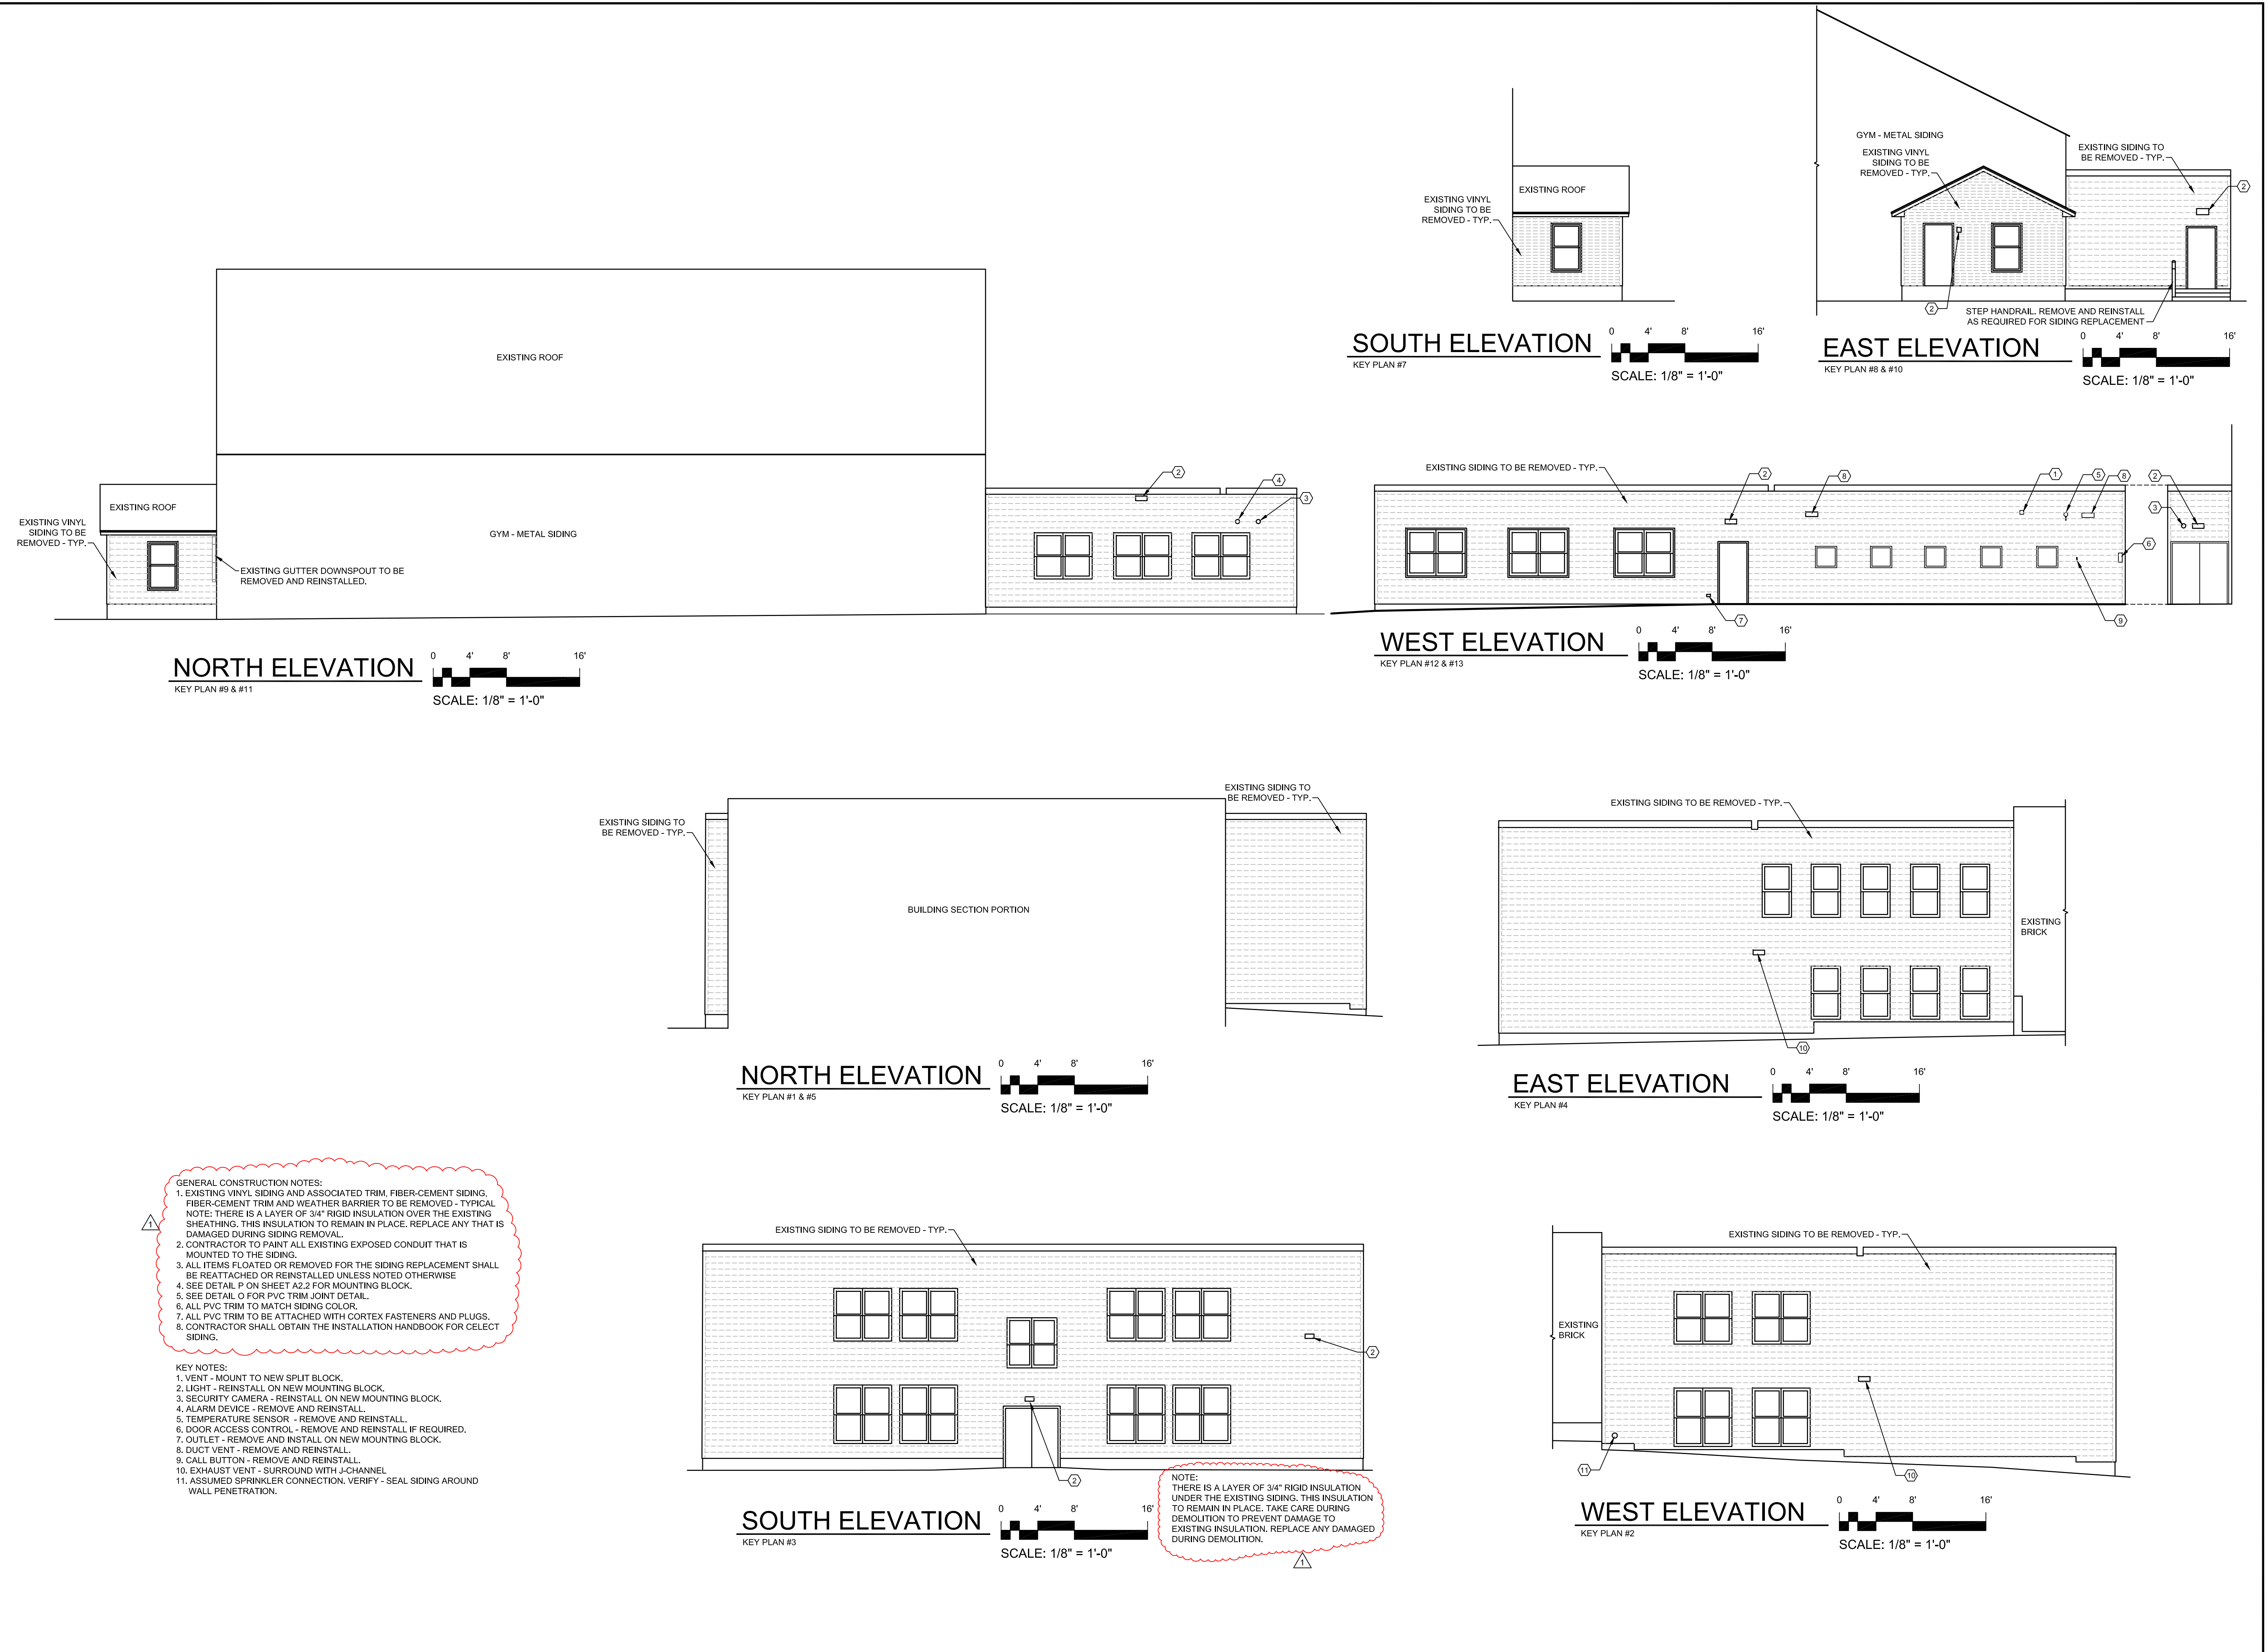 EXISTING VINYL
SIDING TO BE
REMOVED - TYP.
EXISTING ROOF
SOUTH ELEVATION
KEY PLAN #7
0 4' 8' 16'
SCALE: 1/8" = 1'-0"
GYM - METAL SIDING
EXISTING VINYL
SIDING TO BE
REMOVED - TYP.
EXISTING SIDING TO
BE REMOVED - TYP.
2
2
STEP HANDRAIL. REMOVE AND REINSTALL
AS REQUIRED FOR SIDING REPLACEMENT
EAST ELEVATION
KEY PLAN #8 & #10
0 4' 8' 16'
SCALE: 1/8" = 1'-0"
EXISTING ROOF
EXISTING ROOF
EXISTING VINYL
SIDING TO BE
REMOVED - TYP.
GYM - METAL SIDING
EXISTING GUTTER DOWNSPOUT TO BE
REMOVED AND REINSTALLED.
2
4
3
NORTH ELEVATION
KEY PLAN #9 & #11
0 4' 8' 16'
SCALE: 1/8" = 1'-0"
EXISTING SIDING TO BE REMOVED - TYP.
2
8
1
5
8
2
3
6
7
9
WEST ELEVATION
KEY PLAN #12 & #13
0 4' 8' 16'
SCALE: 1/8" = 1'-0"
EXISTING SIDING TO
BE REMOVED - TYP.
EXISTING SIDING TO
BE REMOVED - TYP.
BUILDING SECTION PORTION
NORTH ELEVATION
KEY PLAN #1 & #5
0 4' 8' 16'
SCALE: 1/8" = 1'-0"
EXISTING SIDING TO BE REMOVED - TYP.
EXISTING
BRICK
10
EAST ELEVATION
KEY PLAN #4
0 4' 8' 16'
SCALE: 1/8" = 1'-0"
1
GENERAL CONSTRUCTION NOTES:
1. EXISTING VINYL SIDING AND ASSOCIATED TRIM, FIBER-CEMENT SIDING,
FIBER-CEMENT TRIM AND WEATHER BARRIER TO BE REMOVED - TYPICAL
NOTE: THERE IS A LAYER OF 3/4" RIGID INSULATION OVER THE EXISTING
SHEATHING. THIS INSULATION TO REMAIN IN PLACE. REPLACE ANY THAT IS
DAMAGED DURING SIDING REMOVAL.
2. CONTRACTOR TO PAINT ALL EXISTING EXPOSED CONDUIT THAT IS
MOUNTED TO THE SIDING.
3. ALL ITEMS FLOATED OR REMOVED FOR THE SIDING REPLACEMENT SHALL
BE REATTACHED OR REINSTALLED UNLESS NOTED OTHERWISE
4. SEE DETAIL P ON SHEET A2.2 FOR MOUNTING BLOCK.
5. SEE DETAIL O FOR PVC TRIM JOINT DETAIL.
6. ALL PVC TRIM TO MATCH SIDING COLOR.
7. ALL PVC TRIM TO BE ATTACHED WITH CORTEX FASTENERS AND PLUGS.
8. CONTRACTOR SHALL OBTAIN THE INSTALLATION HANDBOOK FOR CELECT
SIDING.
KEY NOTES:
1. VENT - MOUNT TO NEW SPLIT BLOCK.
2. LIGHT - REINSTALL ON NEW MOUNTING BLOCK.
3. SECURITY CAMERA - REINSTALL ON NEW MOUNTING BLOCK.
4. ALARM DEVICE - REMOVE AND REINSTALL.
5. TEMPERATURE SENSOR - REMOVE AND REINSTALL.
6. DOOR ACCESS CONTROL - REMOVE AND REINSTALL IF REQUIRED.
7. OUTLET - REMOVE AND INSTALL ON NEW MOUNTING BLOCK.
8. DUCT VENT - REMOVE AND REINSTALL.
9. CALL BUTTON - REMOVE AND REINSTALL.
10. EXHAUST VENT - SURROUND WITH J-CHANNEL
11. ASSUMED SPRINKLER CONNECTION. VERIFY - SEAL SIDING AROUND
WALL PENETRATION.
EXISTING SIDING TO BE REMOVED - TYP.
2
2
SOUTH ELEVATION
KEY PLAN #3
0 4' 8' 16'
SCALE: 1/8" = 1'-0"
NOTE:
THERE IS A LAYER OF 3/4" RIGID INSULATION
UNDER THE EXISTING SIDING. THIS INSULATION
TO REMAIN IN PLACE. TAKE CARE DURING
DEMOLITION TO PREVENT DAMAGE TO
EXISTING INSULATION. REPLACE ANY DAMAGED
DURING DEMOLITION.
1
EXISTING SIDING TO BE REMOVED - TYP.
EXISTING
BRICK
11
10
WEST ELEVATION
KEY PLAN #2
0 4' 8' 16'
SCALE: 1/8" = 1'-0"